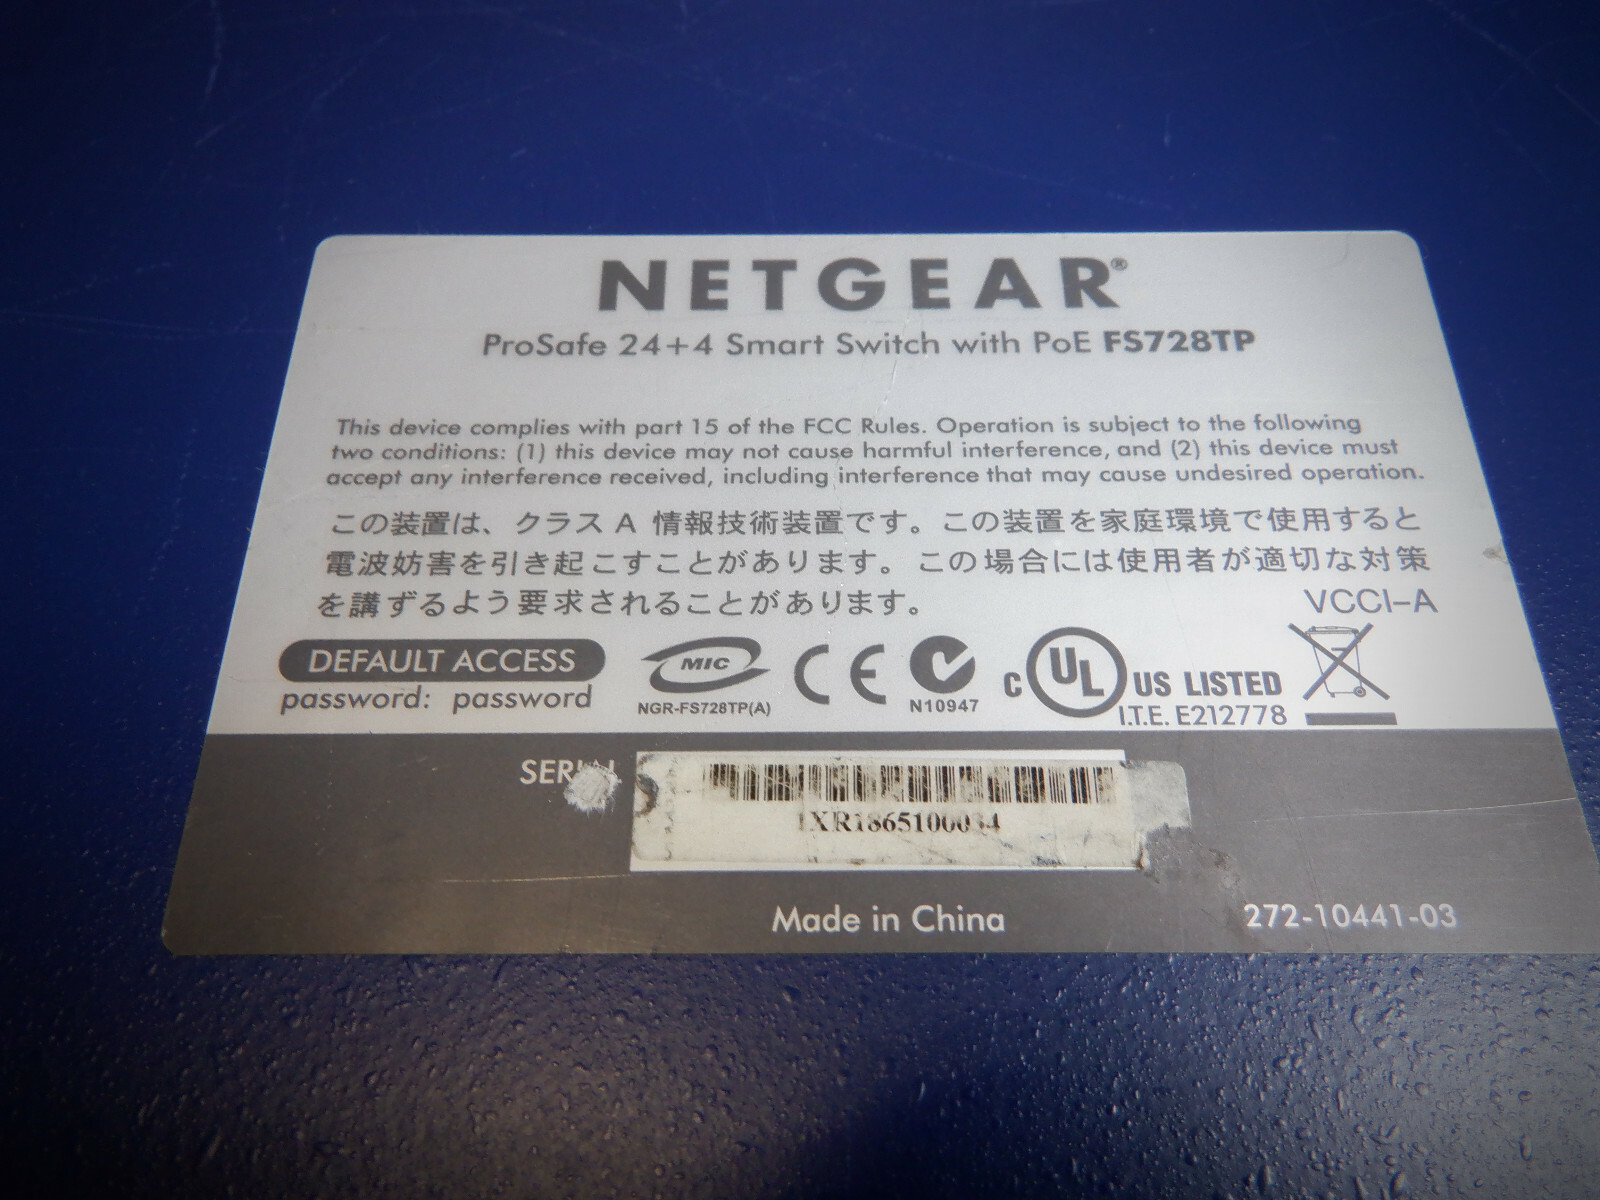 NETGEAR®
ProSafe 24+4 Smart Switch with PoE FS728TP
This device complies with part 15 of the FCC Rules. Operation is subject to the following
two conditions: (1) this device may not cause harmful interference, and (2) this device must
accept any interference received, including interference that may cause undesired operation.
この装置は、クラスA 情報技術装置です。この装置を家庭環境で使用すると
電波妨害を引き起こすことがあります。この場合には使用者が適切な対策
を講ずるよう要求されることがあります。
VCCI-A
DEFAULT ACCESS
password: password
MIC
NGR-FS728TP(A)
CE
N10947
C UL US LISTED
I.T.E. E212778
Made in China
272-10441-03